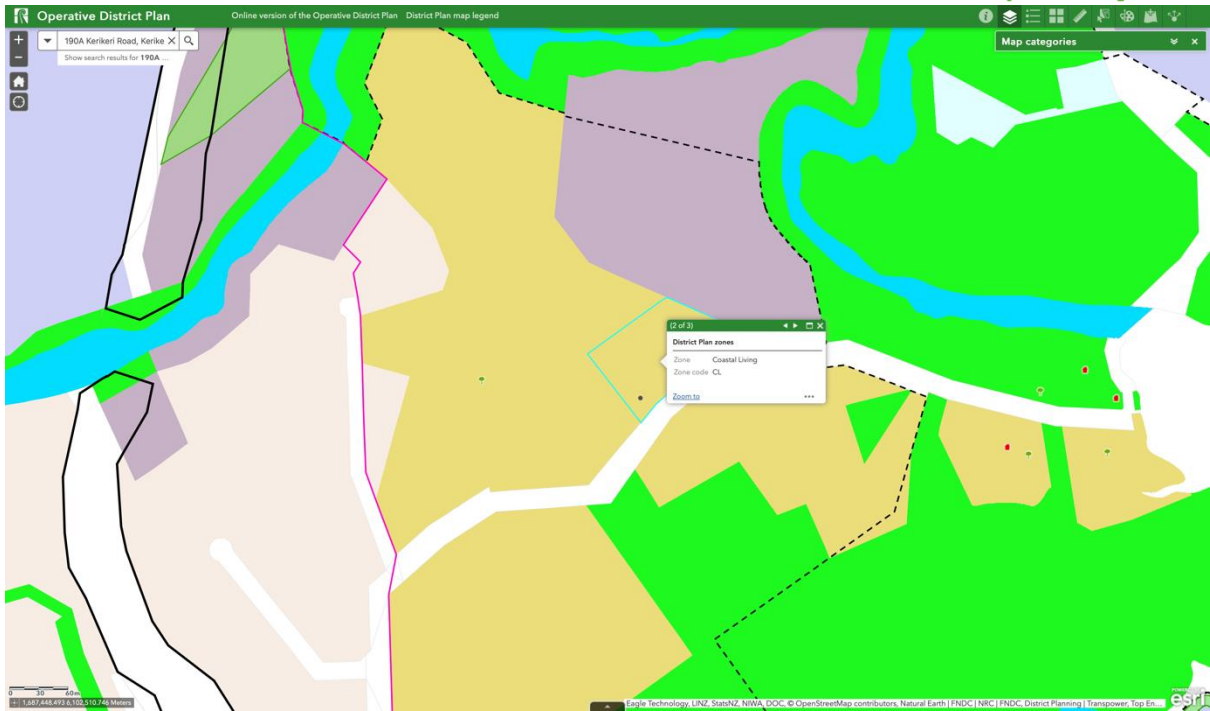 Operative District Plan
Online version of the Operative District Plan District Plan map legend
190A Kerikeri Road, Kerike
Show search results for 190A ...
Map categories
(2 of 3)
District Plan zones
Zone Coastal Living
Zone code CL
Zoom to
0 30 60m
1,687,448.493 6,102,510.746 Meters
Eagle Technology, LINZ, StatsNZ, NIWA, DOC, © OpenStreetMap contributors, Natural Earth | FNDC | NRC | FNDC, District Planning | Transpower, Top En...
POWERED BY
esri